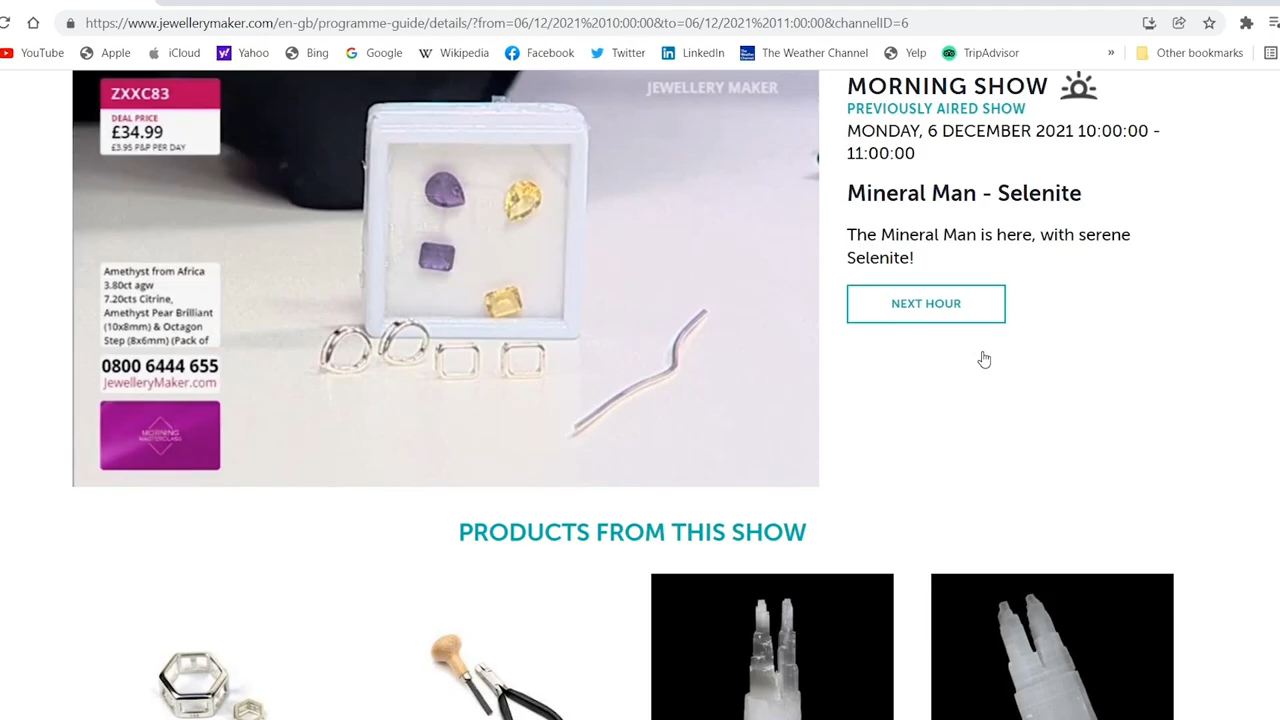 https://www.jewellerymaker.com/en-gb/programme-guide/details/?from=06/12/2021%2010:00:00&to=06/12/2021%2011:00:00&channelID=6
YouTube Apple iCloud Yahoo Bing Google Wikipedia Facebook Twitter LinkedIn The Weather Channel Yelp TripAdvisor » Other bookmarks
ZXXC83
DEAL PRICE
£34.99
£3.95 P&P PER DAY
JEWELLERY MAKER
Amethyst from Africa
3.80ct agw
7.20cts Citrine,
Amethyst Pear Brilliant
(10x8mm) & Octagon
Step (8x6mm) (Pack of
0800 6444 655
JewelleryMaker.com
MORNING
MASTERCLASS
MORNING SHOW
PREVIOUSLY AIRED SHOW
MONDAY, 6 DECEMBER 2021 10:00:00 -
11:00:00
Mineral Man - Selenite
The Mineral Man is here, with serene
Selenite!
NEXT HOUR
PRODUCTS FROM THIS SHOW